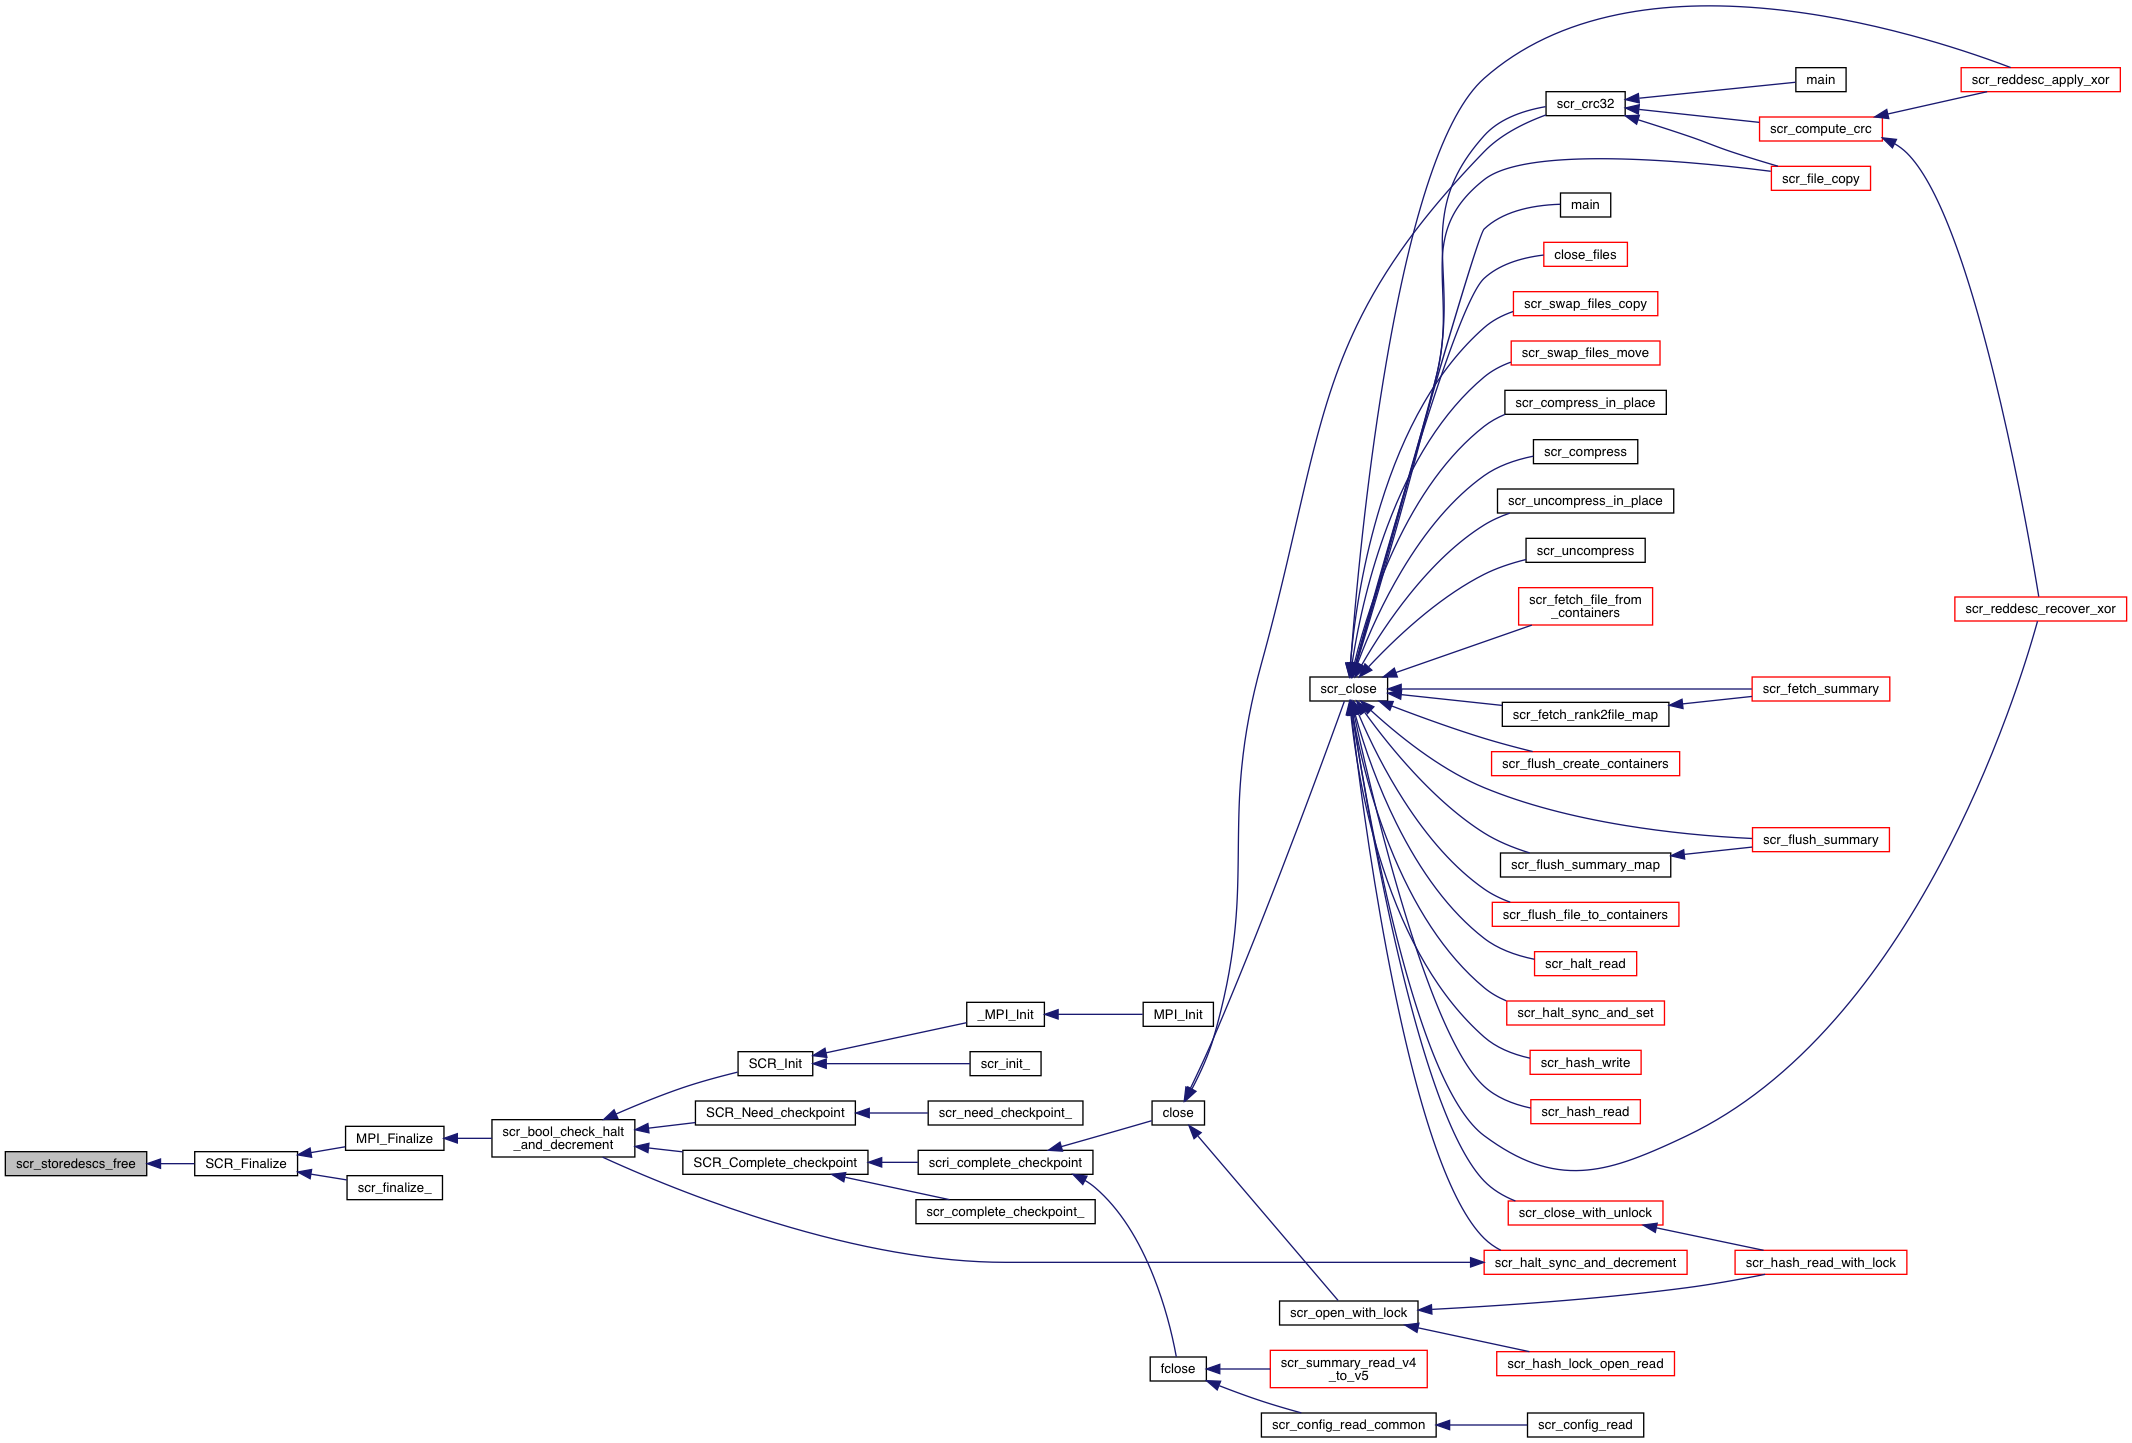 scr_reddesc_apply_xor
main
scr_crc32
scr_compute_crc
scr_file_copy
main
close_files
scr_swap_files_copy
scr_swap_files_move
scr_compress_in_place
scr_compress
scr_uncompress_in_place
scr_uncompress
scr_fetch_file_from
_containers
scr_reddesc_recover_xor
scr_close
scr_fetch_summary
scr_fetch_rank2file_map
scr_flush_create_containers
scr_flush_summary
scr_flush_summary_map
scr_flush_file_to_containers
scr_halt_read
scr_halt_sync_and_set
_MPI_Init
MPI_Init
SCR_Init
scr_init_
scr_hash_write
SCR_Need_checkpoint
scr_need_checkpoint_
close
scr_hash_read
scr_bool_check_halt
_and_decrement
MPI_Finalize
scr_storedescs_free
SCR_Finalize
SCR_Complete_checkpoint
scri_complete_checkpoint
scr_finalize_
scr_complete_checkpoint_
scr_close_with_unlock
scr_halt_sync_and_decrement
scr_hash_read_with_lock
scr_open_with_lock
scr_hash_lock_open_read
fclose
scr_summary_read_v4
_to_v5
scr_config_read_common
scr_config_read